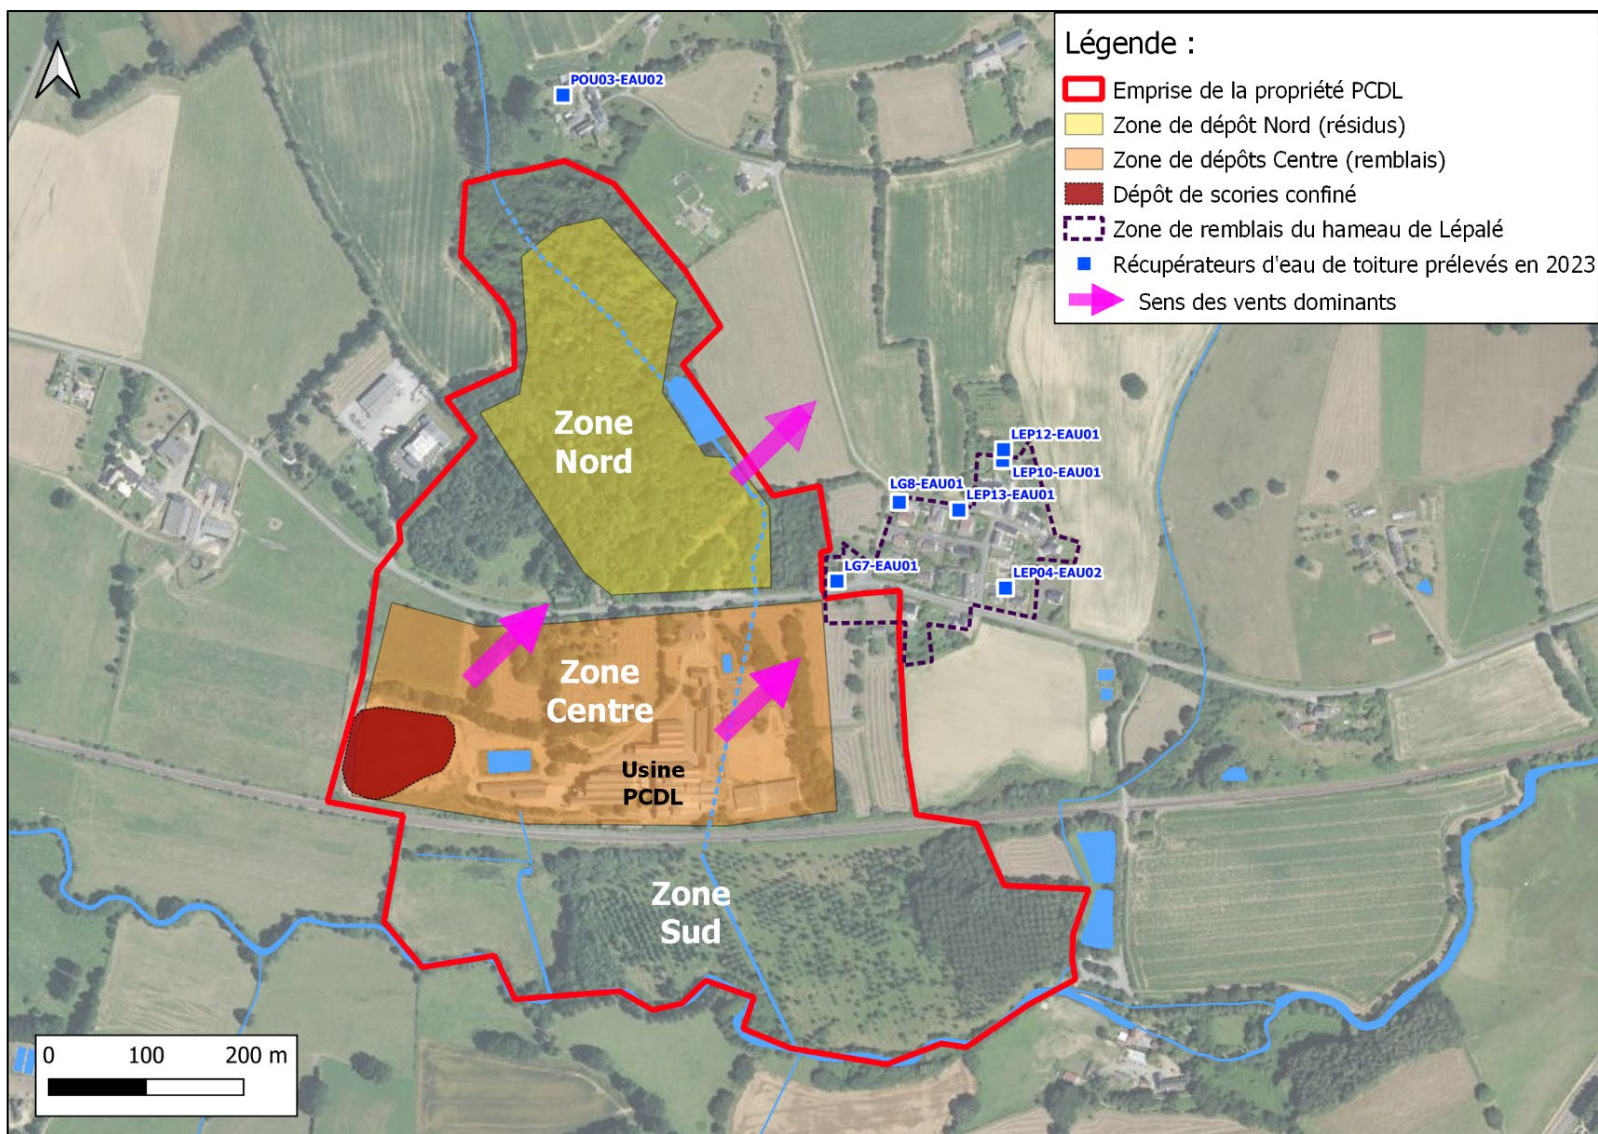 Légende :
Emprise de la propriété PCDL
Zone de dépôt Nord (résidus)
Zone de dépôts Centre (remblais)
Dépôt de scories confiné
Zone de remblais du hameau de Lépalé
Récupérateurs d'eau de toiture prélevés en 2023
Sens des vents dominants
POU03-EAU02
Zone
Nord
LEP12-EAU01
LEP10-EAU01
LG8-EAU01
LEP13-EAU01
LG7-EAU01
LEP04-EAU02
Zone
Centre
Usine
PCDL
Zone
Sud
0 100 200 m